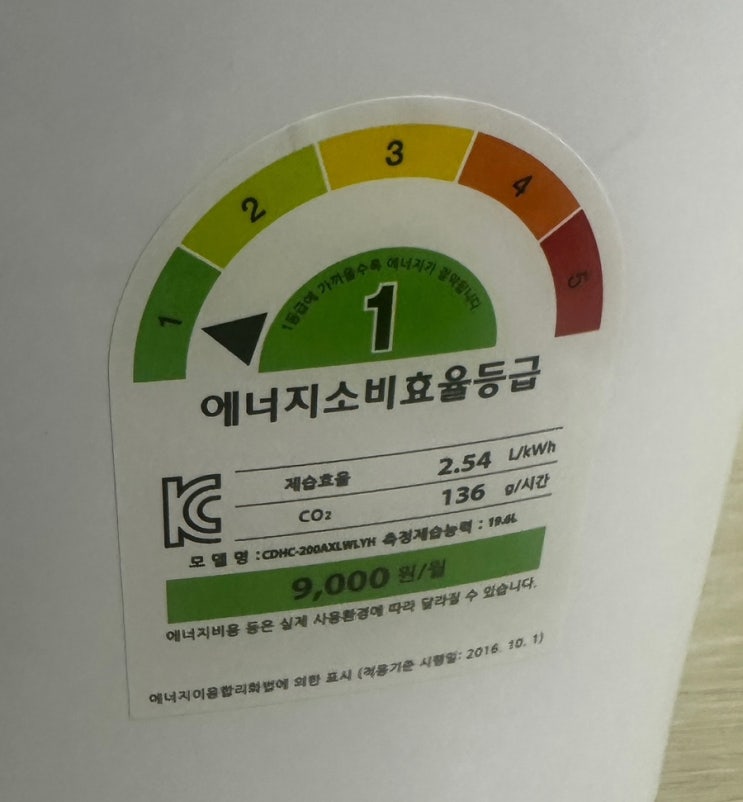 1
2
3
4
5
1등급에 가까울수록 에너지가 절약됩니다
1
에너지소비효율등급
제습효율 2.54 L/kWh
CO₂ 136 g/시간
모 델 명 : CDHC-200AXLWLYH 측정제습능력 : 19.6L
9,000 원/월
에너지비용 등은 실제 사용환경에 따라 달라질 수 있습니다.
에너지이용합리화법에 의한 표시 (적용기준 시행일: 2016. 10. 1)